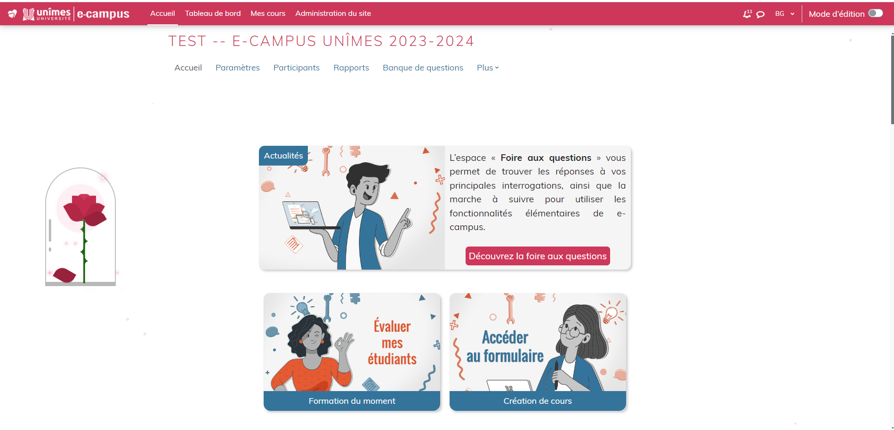 unîmes
UNIVERSITÉ
e-campus
Accueil
Tableau de bord
Mes cours
Administration du site
BG
Mode d'édition
TEST -- E-CAMPUS UNÎMES 2023-2024
Accueil
Paramètres
Participants
Rapports
Banque de questions
Plus
Actualités
L'espace « Foire aux questions » vous
permet de trouver les réponses à vos
principales interrogations, ainsi que la
marche à suivre pour utiliser les
fonctionnalités élémentaires de e-
campus.
Découvrez la foire aux questions
Évaluer
mes
étudiants
Formation du moment
Accéder
au formulaire
Création de cours